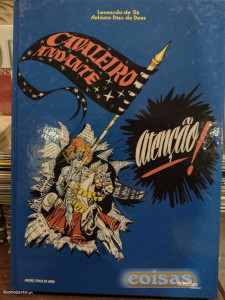 Leonardo de Sá
António Dias de Deus
CAVALEIRO
ANDANTE
Atenção!
coisas